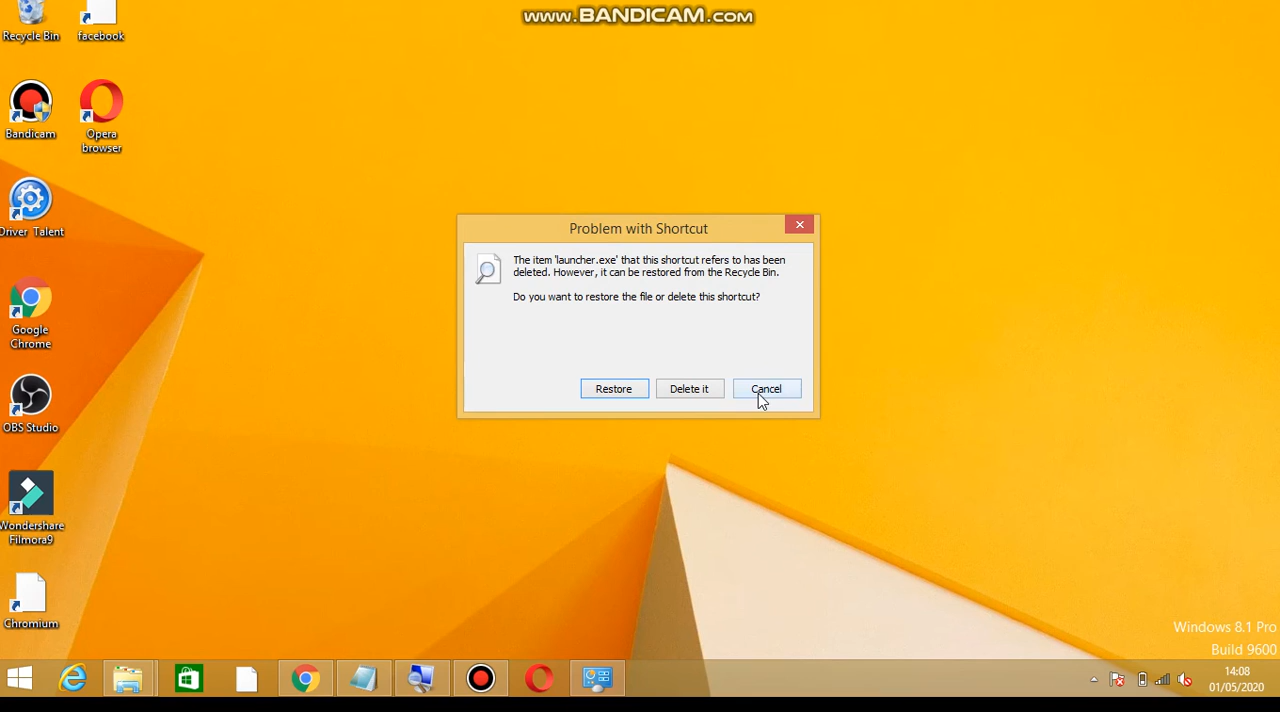 www.BANDICAM.com
Recycle Bin
facebook
Bandicam
Opera
browser
Driver Talent
Google
Chrome
OBS Studio
Wondershare
Filmora9
Chromium
Problem with Shortcut
The item 'launcher.exe' that this shortcut refers to has been
deleted. However, it can be restored from the Recycle Bin.
Do you want to restore the file or delete this shortcut?
Restore
Delete it
Cancel
Windows 8.1 Pro
Build 9600
14:08
01/05/2020